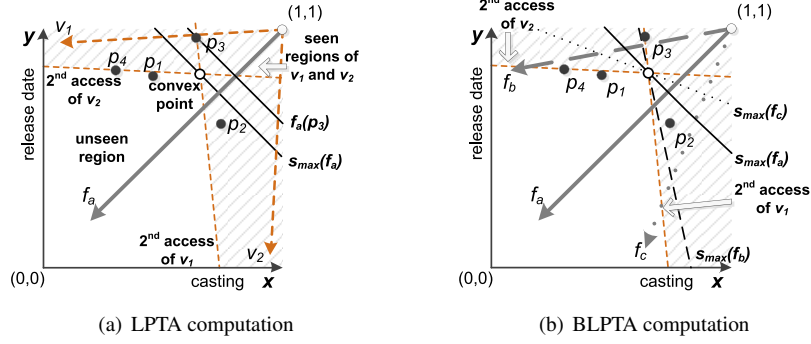 (1,1)
y
v1
p3
seen
regions of
v1 and v2
p4
p1
2nd access
of v2
convex
point
release date
fa(p3)
p2
unseen
region
smax(fa)
fa
2nd access
of v1
v2
(0,0)
casting
x
(a) LPTA computation
2nd access
of v2
(1,1)
y
p3
fb
p4
p1
smax(fc)
release date
p2
smax(fa)
fa
2nd access
of v1
fc
smax(fb)
(0,0)
casting
x
(b) BLPTA computation